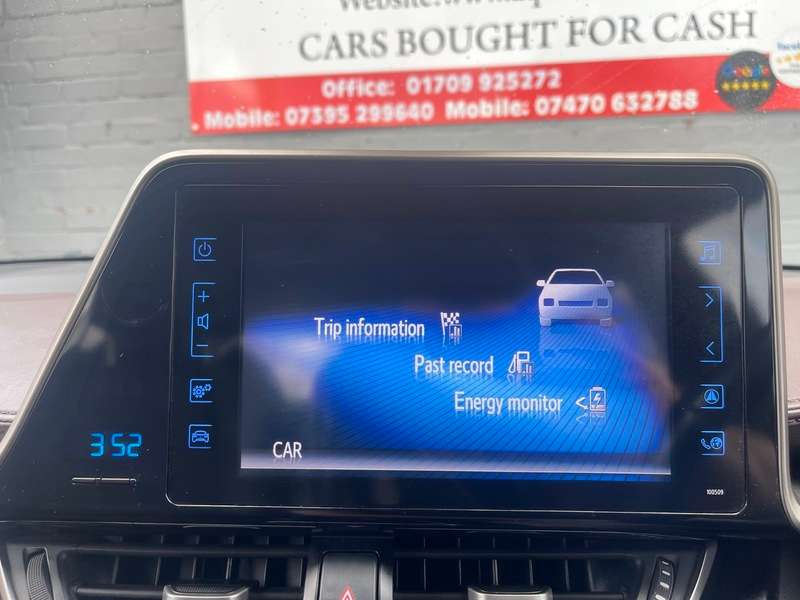 CARS BOUGHT FOR CASH
Office: 01709 925272
Mobile: 07395 299640 Mobile: 07470 632788
Google
Trip information
Past record
Energy monitor
CAR
3:52
100509